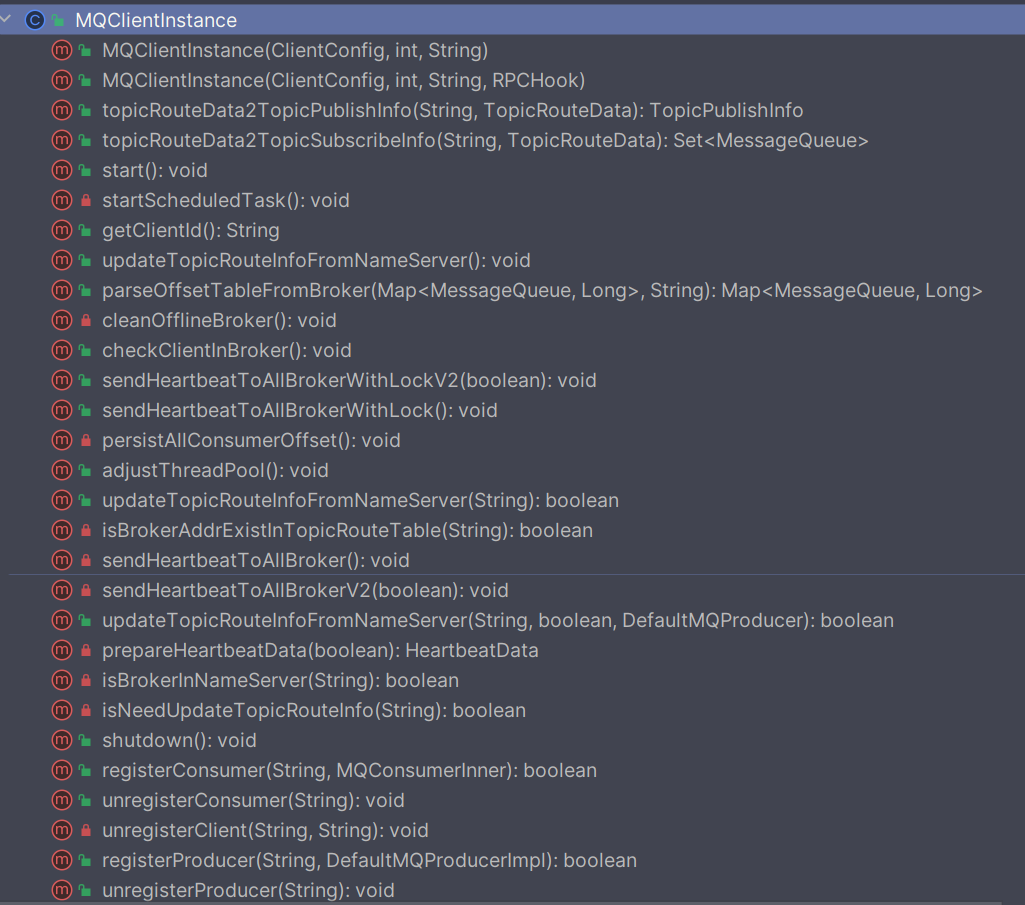 MQClientInstance
MQClientInstance(ClientConfig, int, String)
MQClientInstance(ClientConfig, int, String, RPCHook)
topicRouteData2TopicPublishInfo(String, TopicRouteData): TopicPublishInfo
topicRouteData2TopicSubscribeInfo(String, TopicRouteData): Set<MessageQueue>
start(): void
startScheduledTask(): void
getClientId(): String
updateTopicRouteInfoFromNameServer(): void
parseOffsetTableFromBroker(Map<MessageQueue, Long>, String): Map<MessageQueue, Long>
cleanOfflineBroker(): void
checkClientInBroker(): void
sendHeartbeatToAllBrokerWithLockV2(boolean): void
sendHeartbeatToAllBrokerWithLock(): void
persistAllConsumerOffset(): void
adjustThreadPool(): void
updateTopicRouteInfoFromNameServer(String): boolean
isBrokerAddrExistInTopicRouteTable(String): boolean
sendHeartbeatToAllBroker(): void
sendHeartbeatToAllBrokerV2(boolean): void
updateTopicRouteInfoFromNameServer(String, boolean, DefaultMQProducer): boolean
prepareHeartbeatData(boolean): HeartbeatData
isBrokerInNameServer(String): boolean
isNeedUpdateTopicRouteInfo(String): boolean
shutdown(): void
registerConsumer(String, MQConsumerInner): boolean
unregisterConsumer(String): void
unregisterClient(String, String): void
registerProducer(String, DefaultMQProducerImpl): boolean
unregisterProducer(String): void